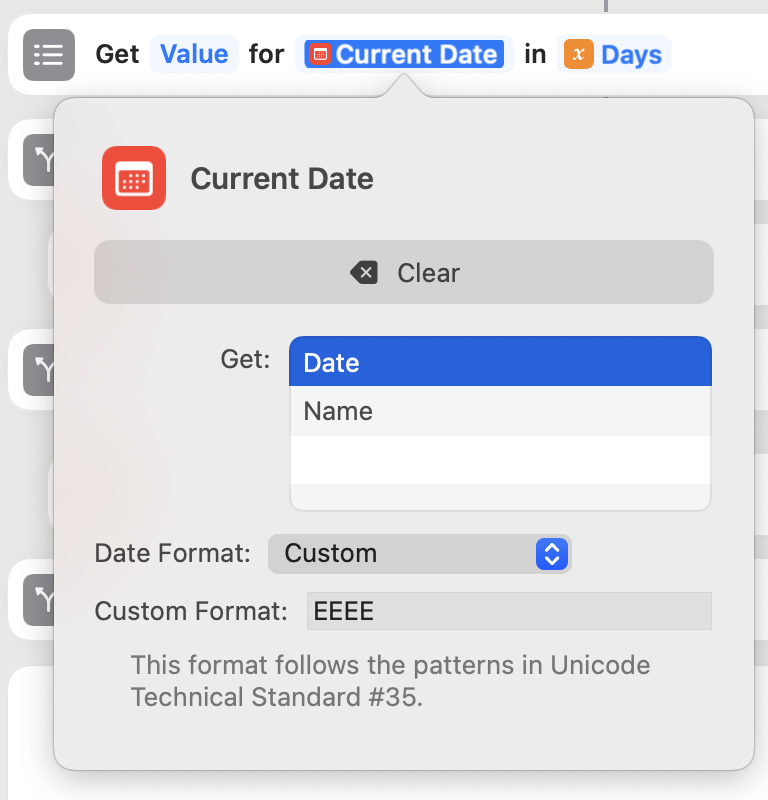 Get Value for Current Date in x Days
Current Date
Clear
Get: Date
Name
Date Format: Custom
Custom Format: EEEE
This format follows the patterns in Unicode
Technical Standard #35.